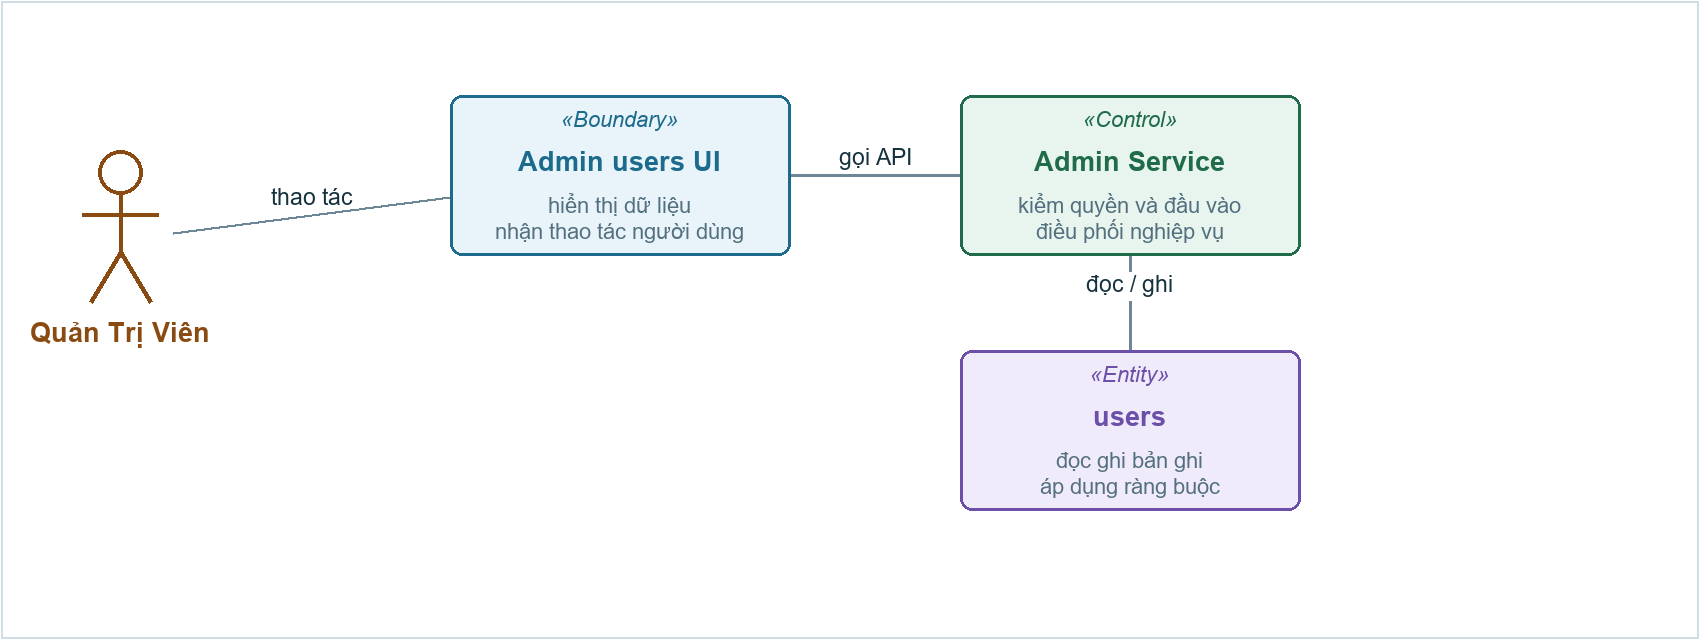 «Boundary»
Admin users UI
hiển thị dữ liệu
nhận thao tác người dùng
gọi API
«Control»
Admin Service
kiểm quyền và đầu vào
điều phối nghiệp vụ
thao tác
Quản Trị Viên
đọc / ghi
«Entity»
users
đọc ghi bản ghi
áp dụng ràng buộc